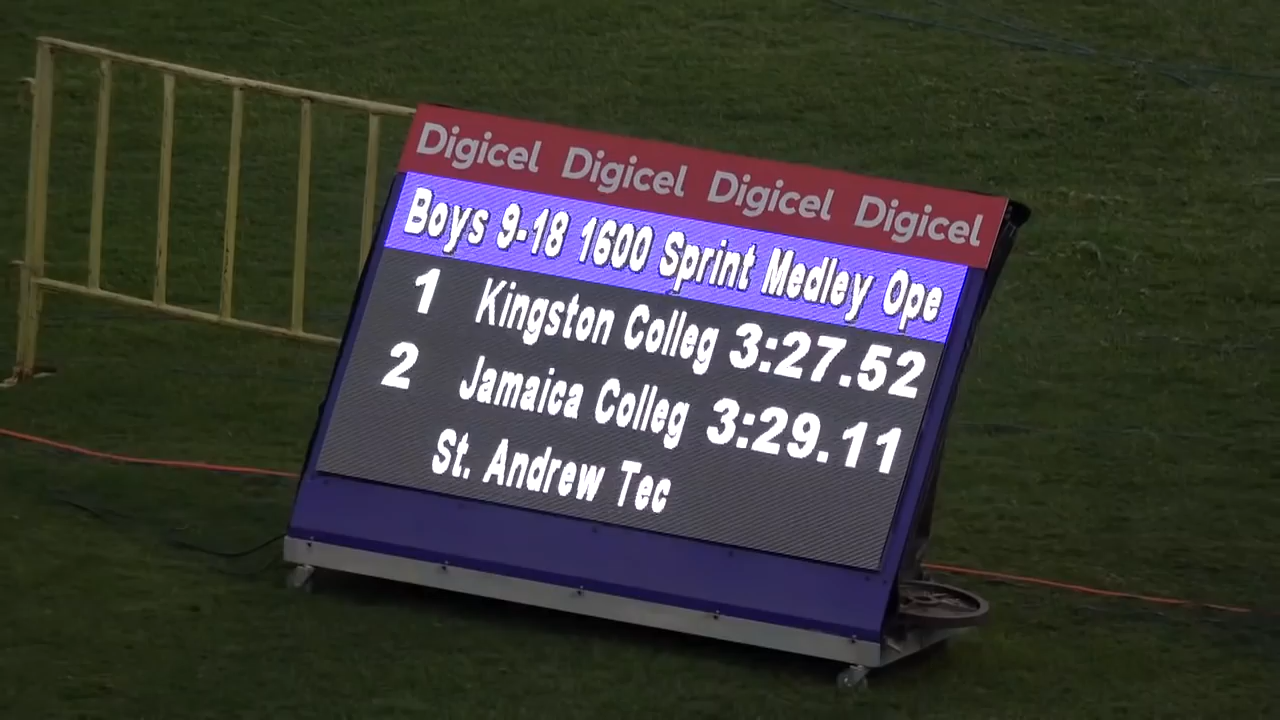 Digicel Digicel Digicel Digicel
Boys 9-18 1600 Sprint Medley Ope
1 Kingston Colleg 3:27.52
2 Jamaica Colleg 3:29.11
St. Andrew Tec